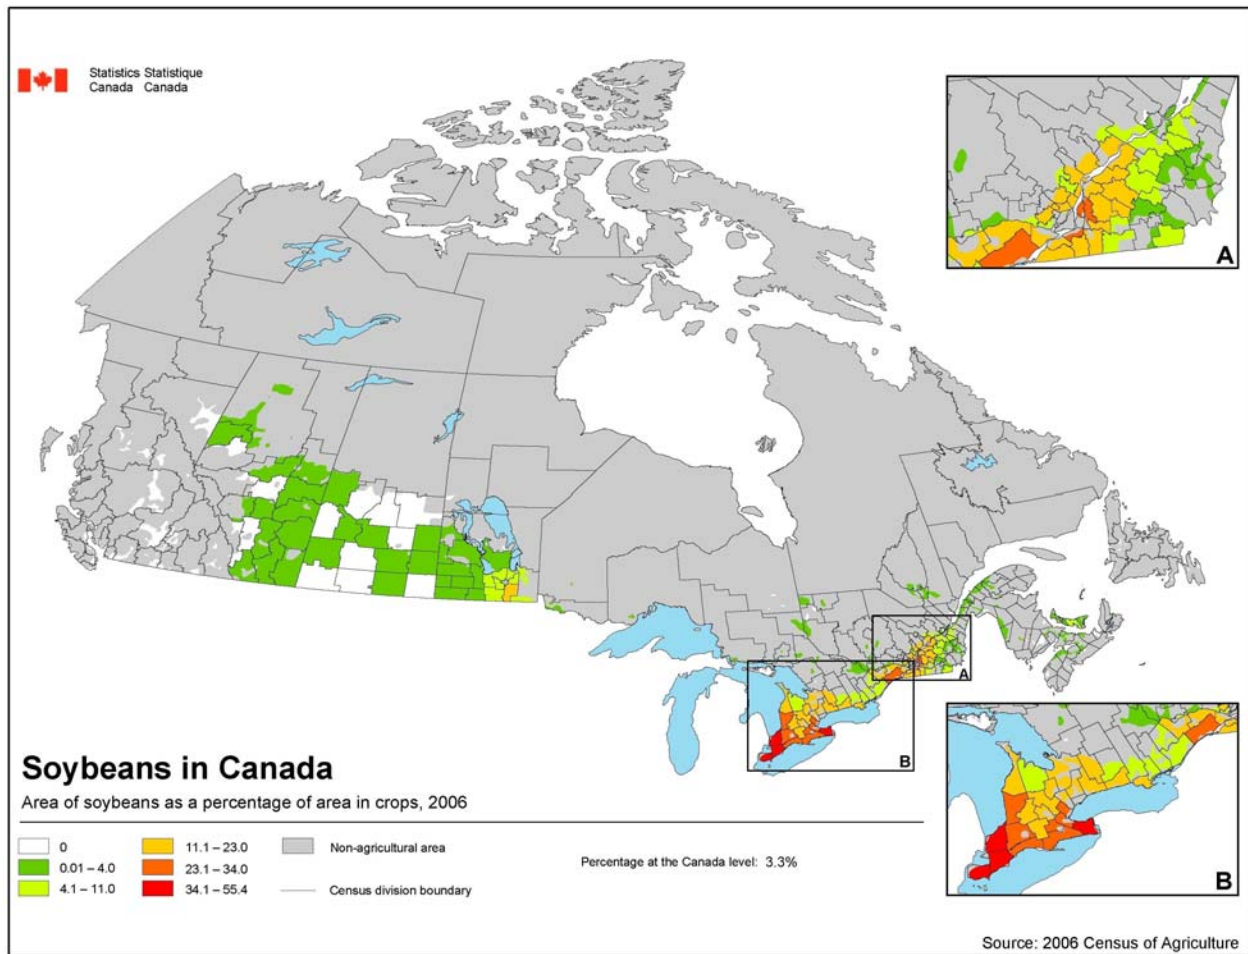 Statistics Statistique
Canada Canada
A
A
B
B
Soybeans in Canada
Area of soybeans as a percentage of area in crops, 2006
0
0.01 – 4.0
4.1 – 11.0
11.1 – 23.0
23.1 – 34.0
34.1 – 55.4
Non-agricultural area
Census division boundary
Percentage at the Canada level: 3.3%
Source: 2006 Census of Agriculture